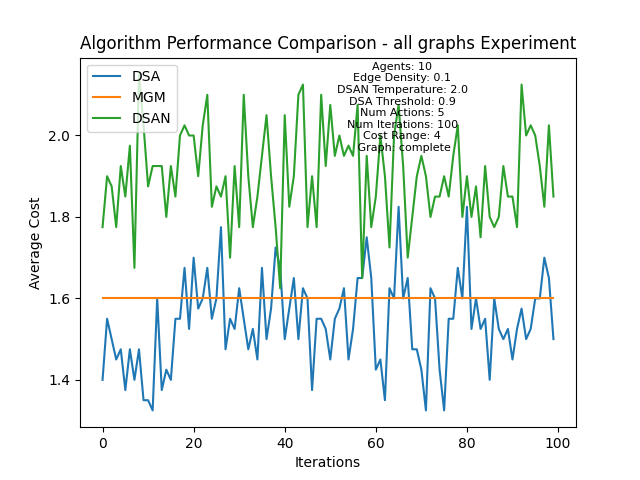 Algorithm Performance Comparison - all graphs Experiment
DSA
MGM
DSAN
Agents: 10
Edge Density: 0.1
DSAN Temperature: 2.0
DSA Threshold: 0.9
Num Actions: 5
Num Iterations: 100
Cost Range: 4
Graph: complete
Average Cost
2.0
1.8
1.6
1.4
0
20
40
60
80
100
Iterations